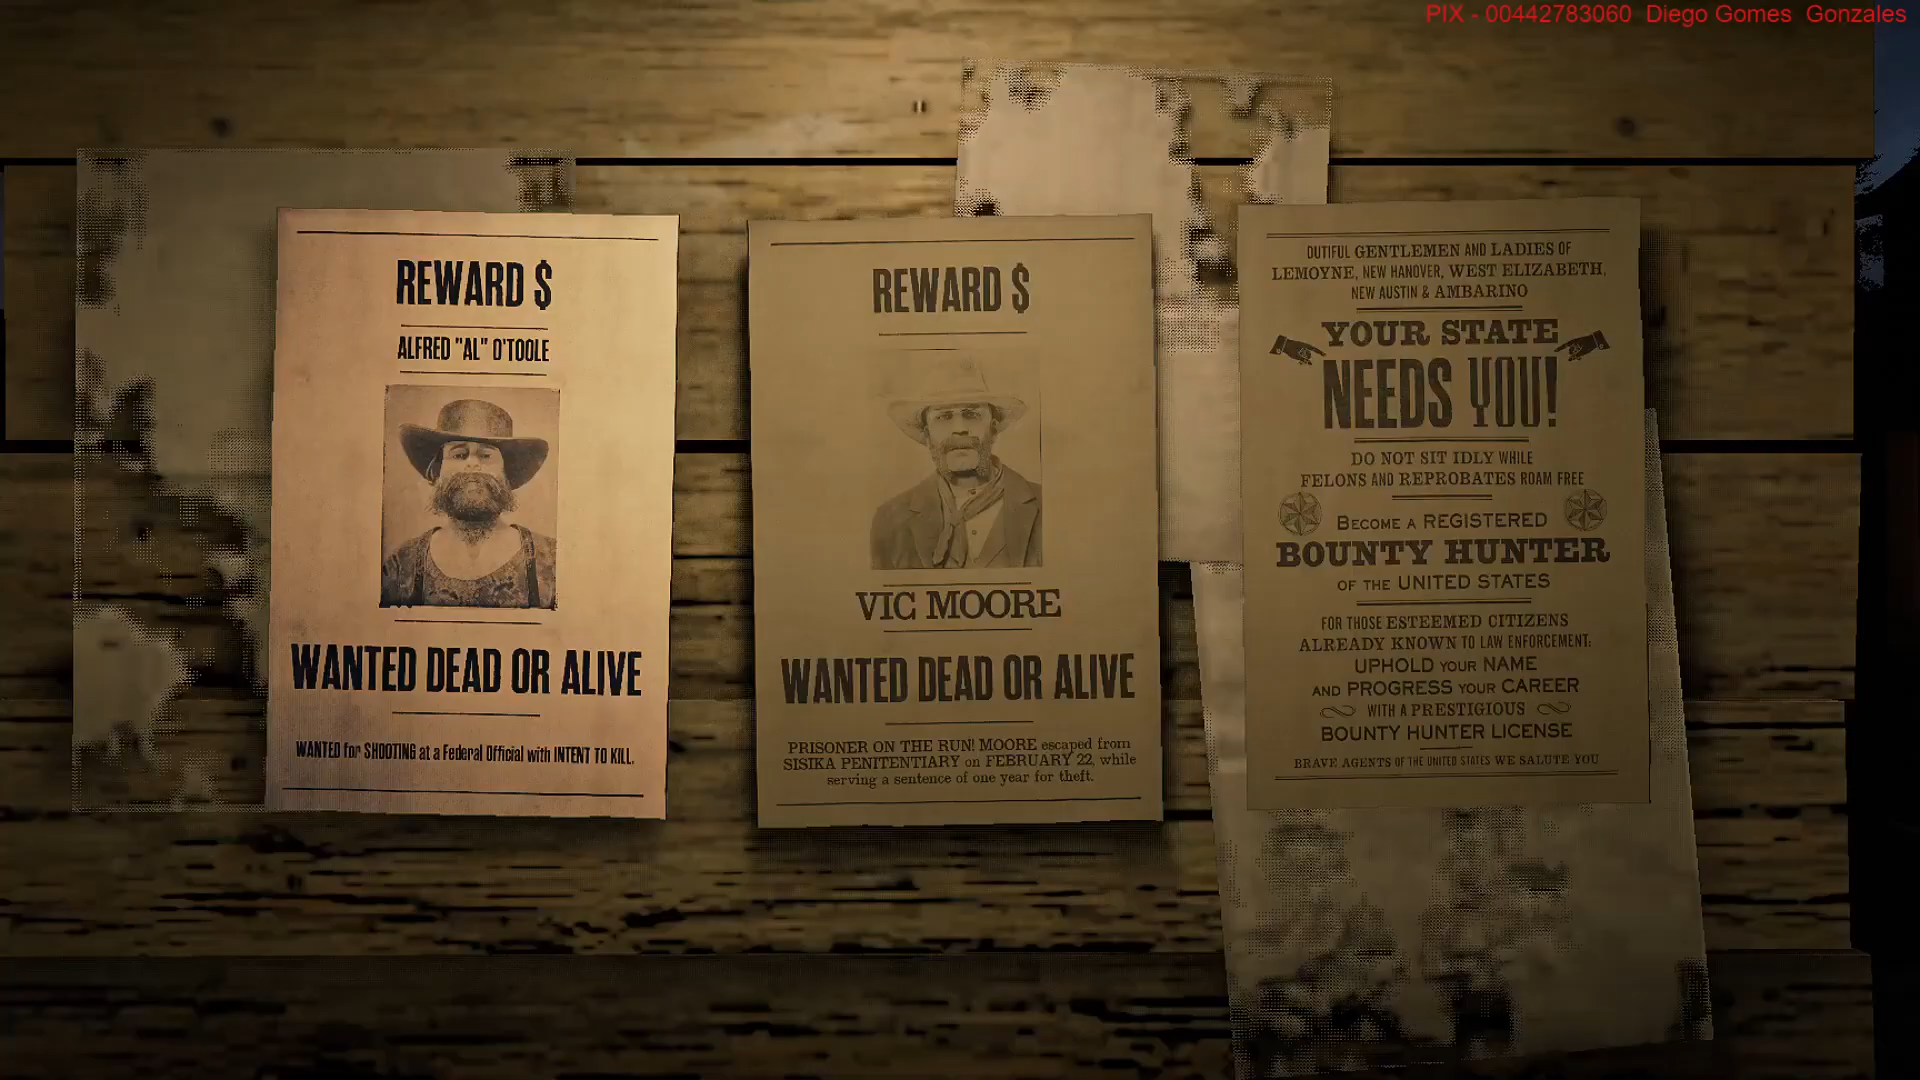 PIX - 00442783060 Diego Gomes Gonzales
REWARD $
ALFRED "AL" O'TOOLE
WANTED DEAD OR ALIVE
WANTED for SHOOTING at a Federal Official with INTENT TO KILL.
REWARD $
VIC MOORE
WANTED DEAD OR ALIVE
PRISONER ON THE RUN! MOORE escaped from
SISIKA PENITENTIARY on FEBRUARY 22, while
serving a sentence of one year for theft.
DUTIFUL GENTLEMEN AND LADIES OF
LEMOYNE, NEW HANOVER, WEST ELIZABETH,
NEW AUSTIN & AMBARINO
YOUR STATE
NEEDS YOU!
DO NOT SIT IDLY WHILE
FELONS AND REPROBATES ROAM FREE
BECOME A REGISTERED
BOUNTY HUNTER
OF THE UNITED STATES
FOR THOSE ESTEEMED CITIZENS
ALREADY KNOWN TO LAW ENFORCEMENT:
UPHOLD YOUR NAME
AND PROGRESS YOUR CAREER
WITH A PRESTIGIOUS
BOUNTY HUNTER LICENSE
BRAVE AGENTS OF THE UNITED STATES WE SALUTE YOU